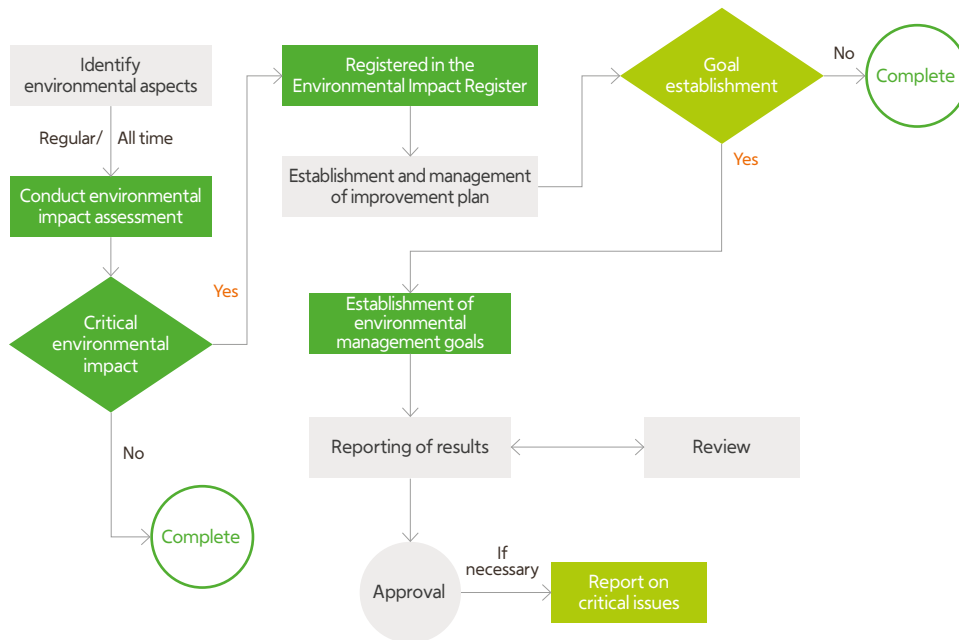 Identify
environmental aspects
Regular/ All time
Conduct environmental
impact assessment
Critical
environmental
impact
Yes
No
Complete
Registered in the
Environmental Impact Register
Establishment and management
of improvement plan
Goal
establishment
No
Complete
Yes
Establishment of
environmental
management goals
Reporting of results
Review
Approval
If
necessary
Report on
critical issues